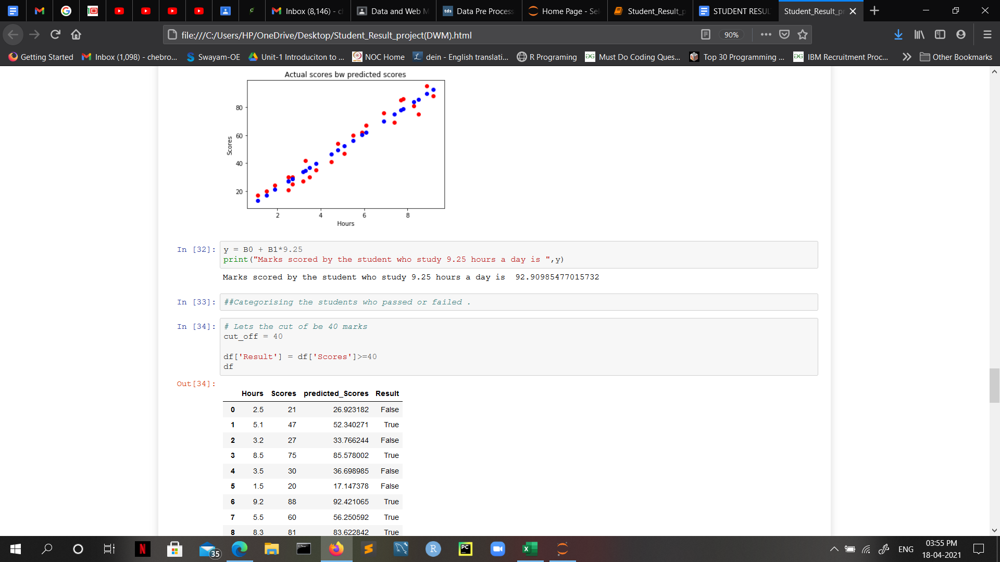 Inbox (8,146) - c
Data and Web M
tds Data Pre Process
Home Page - Sel
Student_Result_p
STUDENT RESUL
Student_Result_pr
file:///C:/Users/HP/OneDrive/Desktop/Student_Result_project(DWM).html
90%
Getting Started
Inbox (1,098) - chebro...
Swayam-OE
Unit-1 Introduciton to ...
NOC Home
dein - English translati...
R Programing
Must Do Coding Ques...
Top 30 Programming ...
IBM Recruitment Proc...
Other Bookmarks
Actual scores bw predicted scores
80
60
40
20
Scores
2 4 6 8
Hours
In [32]: y = B0 + B1*9.25
print("Marks scored by the student who study 9.25 hours a day is ",y)
Marks scored by the student who study 9.25 hours a day is  92.90985477015732
In [33]: ##Categorising the students who passed or failed .
In [34]: # Lets the cut of be 40 marks
cut_off = 40
df['Result'] = df['Scores']>=40
df
Out[34]:
Hours Scores predicted_Scores Result
0 2.5 21 26.923182 False
1 5.1 47 52.340271 True
2 3.2 27 33.766244 False
3 8.5 75 85.578002 True
4 3.5 30 36.698985 False
5 1.5 20 17.147378 False
6 9.2 88 92.421065 True
7 5.5 60 56.250592 True
8 8.3 81 83.622842 True
35
R
PC
ENG
03:55 PM
18-04-2021